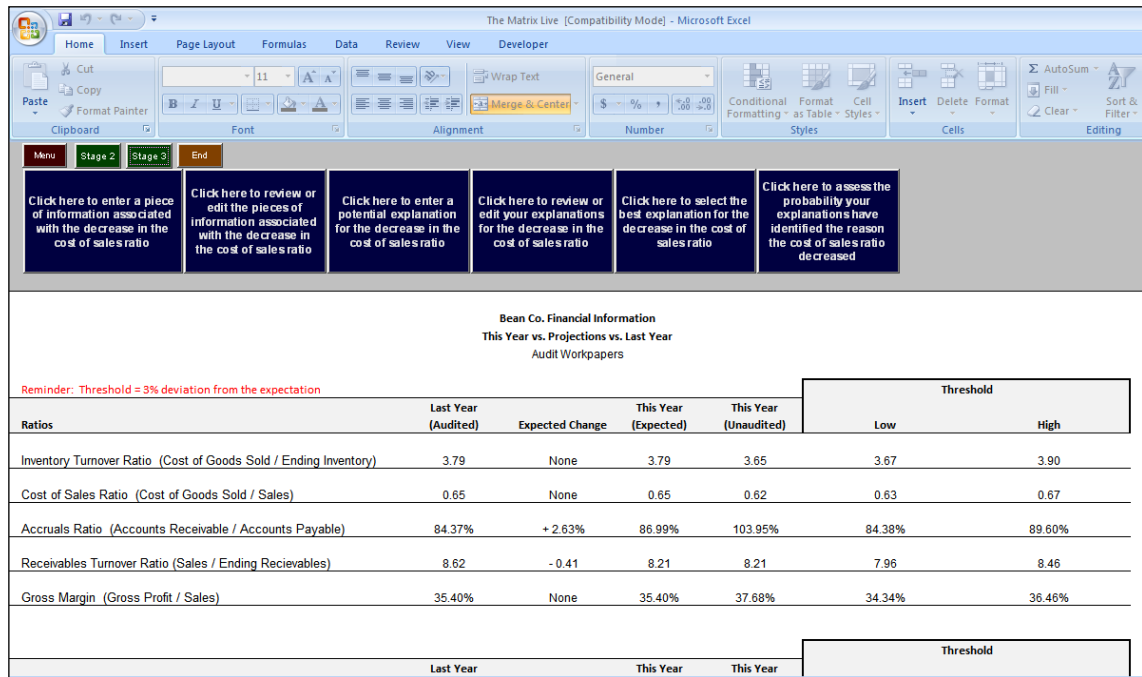 The Matrix Live [Compatibility Mode] - Microsoft Excel
Home Insert Page Layout Formulas Data Review View Developer
Cut
Copy
Paste
Format Painter
Clipboard
11 A A
B I U A
Font
Wrap Text
Merge & Center
Alignment
General
$ % , .0 .00 .00 .0
Number
Conditional Formatting
Format as Table
Cell Styles
Styles
Insert Delete Format
Cells
Σ AutoSum
Fill
Clear
Sort & Filter
Editing
Menu Stage 2 Stage 3 End
Click here to enter a piece
of information associated
with the decrease in the
cost of sales ratio
Click here to review or
edit the pieces of
information associated
with the decrease in
the cost of sales ratio
Click here to enter a
potential explanation
for the decrease in the
cost of sales ratio
Click here to review or
edit your explanations
for the decrease in the
cost of sales ratio
Click here to select the
best explanation for the
decrease in the cost of
sales ratio
Click here to assess the
probability your
explanations have
identified the reason
the cost of sales ratio
decreased
Bean Co. Financial Information
This Year vs. Projections vs. Last Year
Audit Workpapers
Reminder: Threshold = 3% deviation from the expectation
Threshold
Last Year This Year This Year
Ratios (Audited) Expected Change (Expected) (Unaudited) Low High
Inventory Turnover Ratio (Cost of Goods Sold / Ending Inventory) 3.79 None 3.79 3.65 3.67 3.90
Cost of Sales Ratio (Cost of Goods Sold / Sales) 0.65 None 0.65 0.62 0.63 0.67
Accruals Ratio (Accounts Receivable / Accounts Payable) 84.37% + 2.63% 86.99% 103.95% 84.38% 89.60%
Receivables Turnover Ratio (Sales / Ending Recievables) 8.62 - 0.41 8.21 8.21 7.96 8.46
Gross Margin (Gross Profit / Sales) 35.40% None 35.40% 37.68% 34.34% 36.46%
Threshold
Last Year This Year This Year